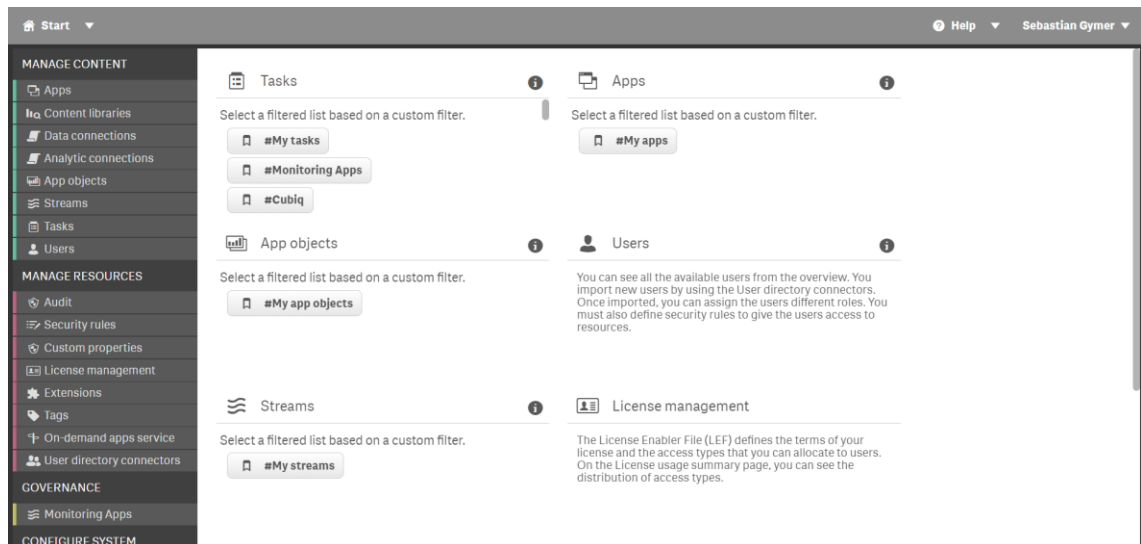 Start
Help
Sebastian Gymer
MANAGE CONTENT
Apps
Content libraries
Data connections
Analytic connections
App objects
Streams
Tasks
Users
MANAGE RESOURCES
Audit
Security rules
Custom properties
License management
Extensions
Tags
On-demand apps service
User directory connectors
GOVERNANCE
Monitoring Apps
CONFIGURE SYSTEM
Tasks
Select a filtered list based on a custom filter.
#My tasks
#Monitoring Apps
#Cubiq
Apps
Select a filtered list based on a custom filter.
#My apps
App objects
Select a filtered list based on a custom filter.
#My app objects
Users
You can see all the available users from the overview. You
import new users by using the User directory connectors.
Once imported, you can assign the users different roles. You
must also define security rules to give the users access to
resources.
Streams
Select a filtered list based on a custom filter.
#My streams
License management
The License Enabler File (LEF) defines the terms of your
license and the access types that you can allocate to users.
On the License usage summary page, you can see the
distribution of access types.